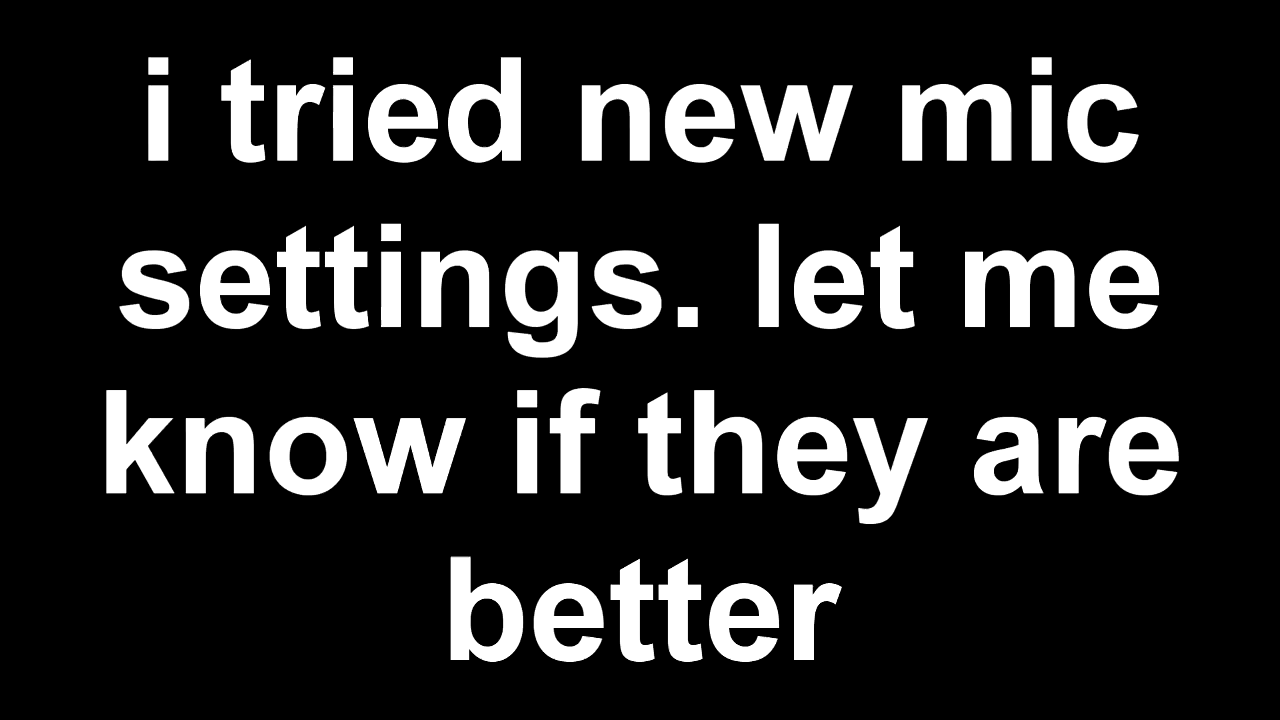 i tried new mic
settings. let me
know if they are
better